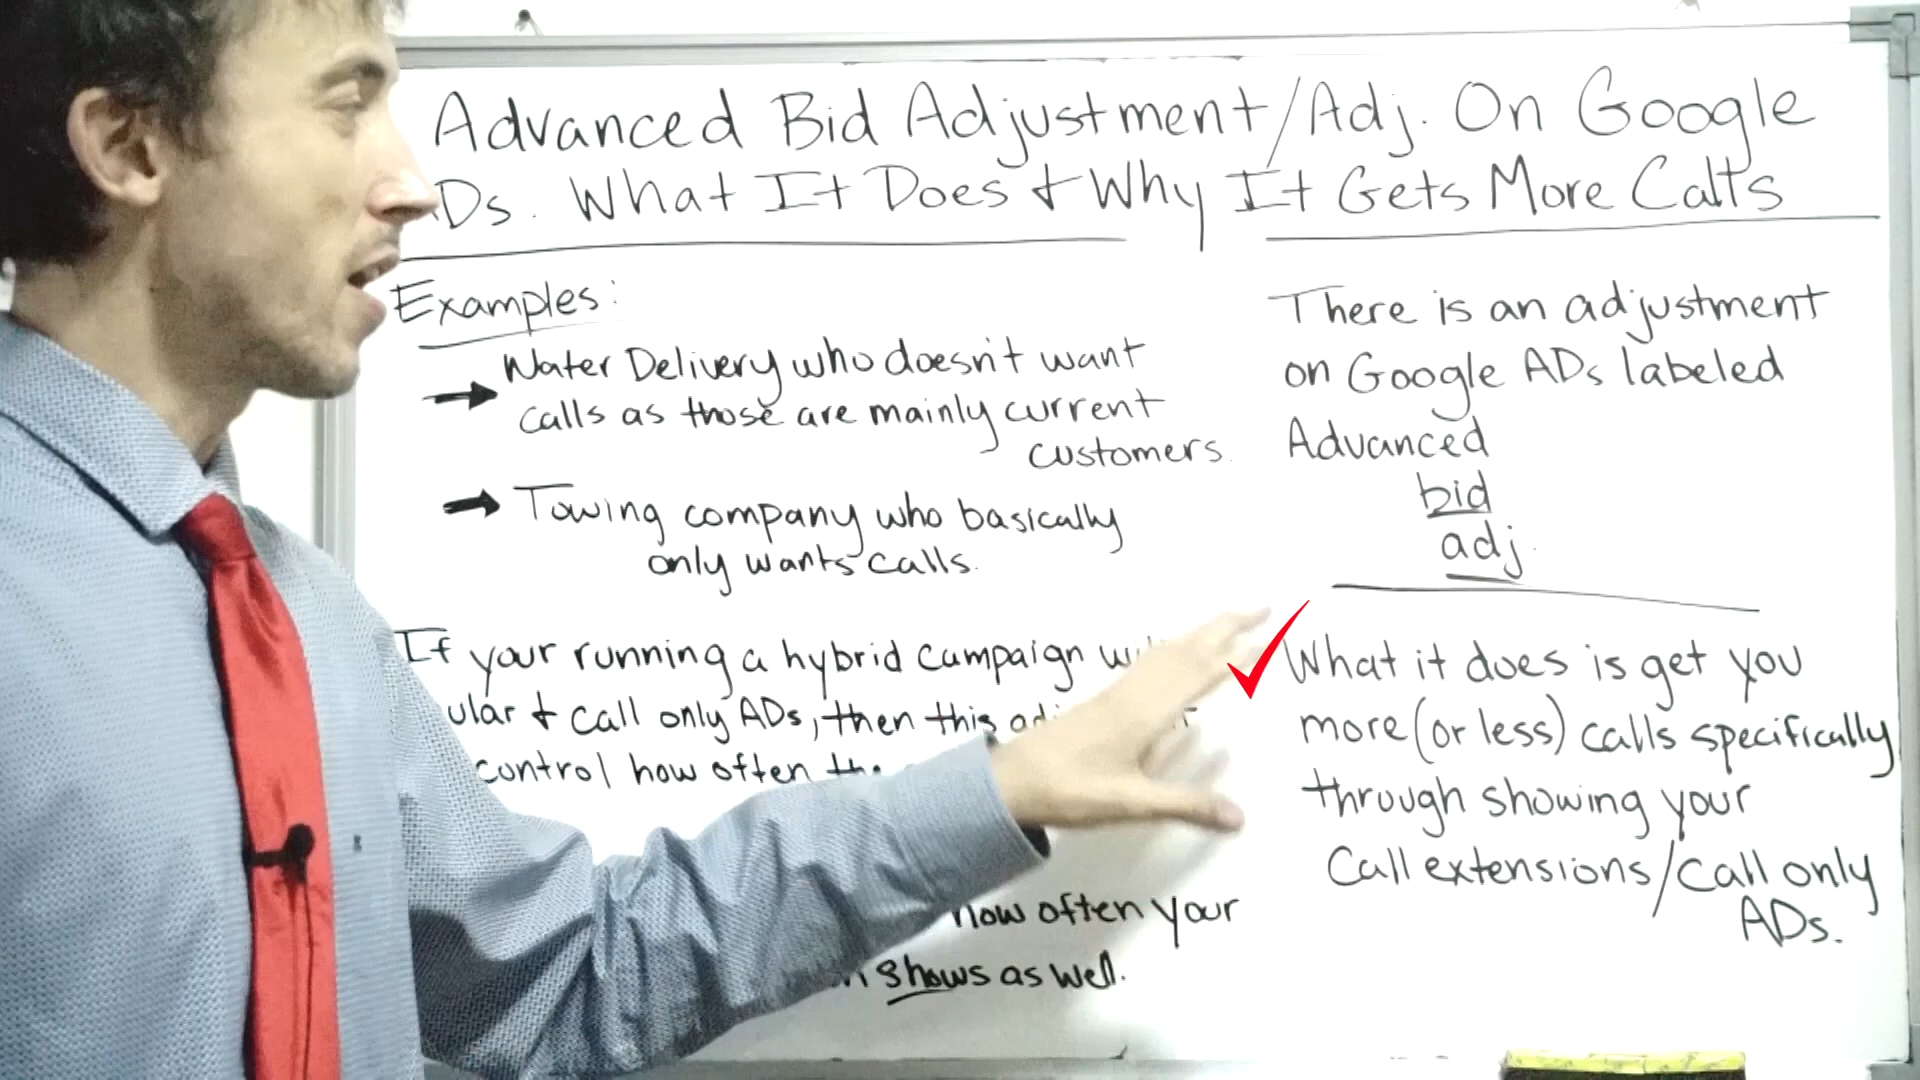 Advanced Bid Adjustment/Adj. On Google
ADs. What It Does & Why It Gets More Calls
Examples:
Water Delivery who doesn't want
calls as those are mainly current
customers.
Towing company who basically
only wants calls.
If your running a hybrid campaign
& call only ADs, then this
control how often
how often your
shows as well.
There is an adjustment
on Google ADs labeled
Advanced
bid
adj.
What it does is get you
more (or less) calls specifically
through showing your
Call extensions/Call only
ADs.